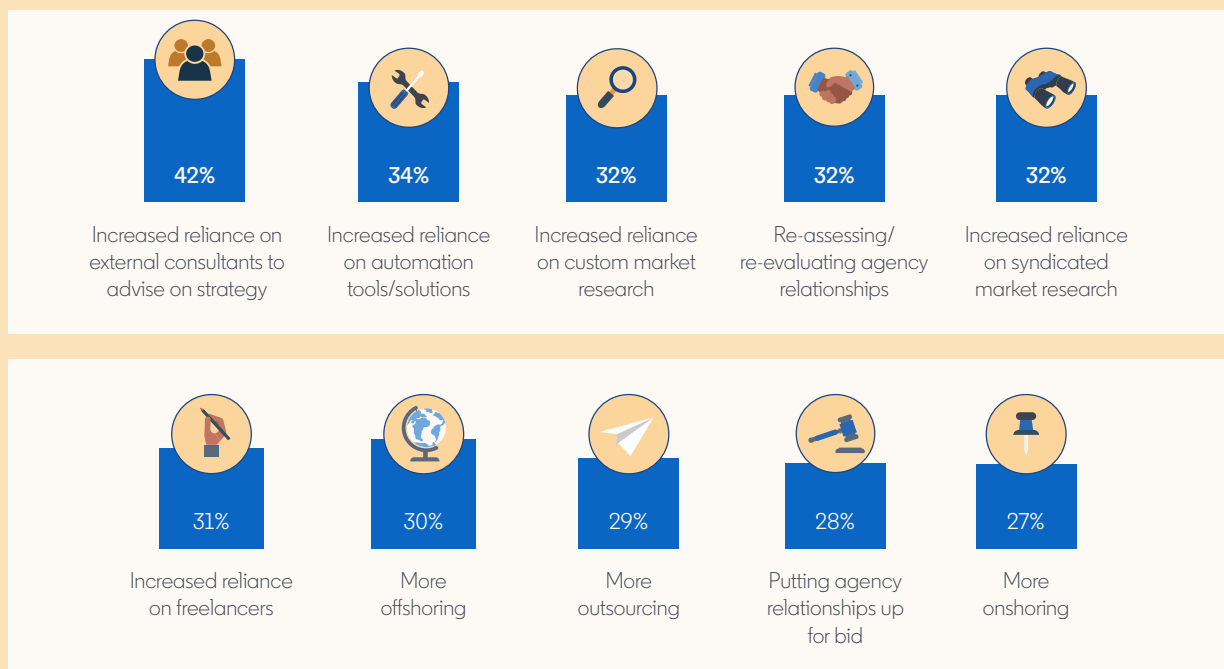 42%
Increased reliance on
external consultants to
advise on strategy
34%
Increased reliance
on automation
tools/solutions
32%
Increased reliance
on custom market
research
32%
Re-assessing/
re-evaluating agency
relationships
32%
Increased reliance
on syndicated
market research
31%
Increased reliance
on freelancers
30%
More
offshoring
29%
More
outsourcing
28%
Putting agency
relationships up
for bid
27%
More
onshoring